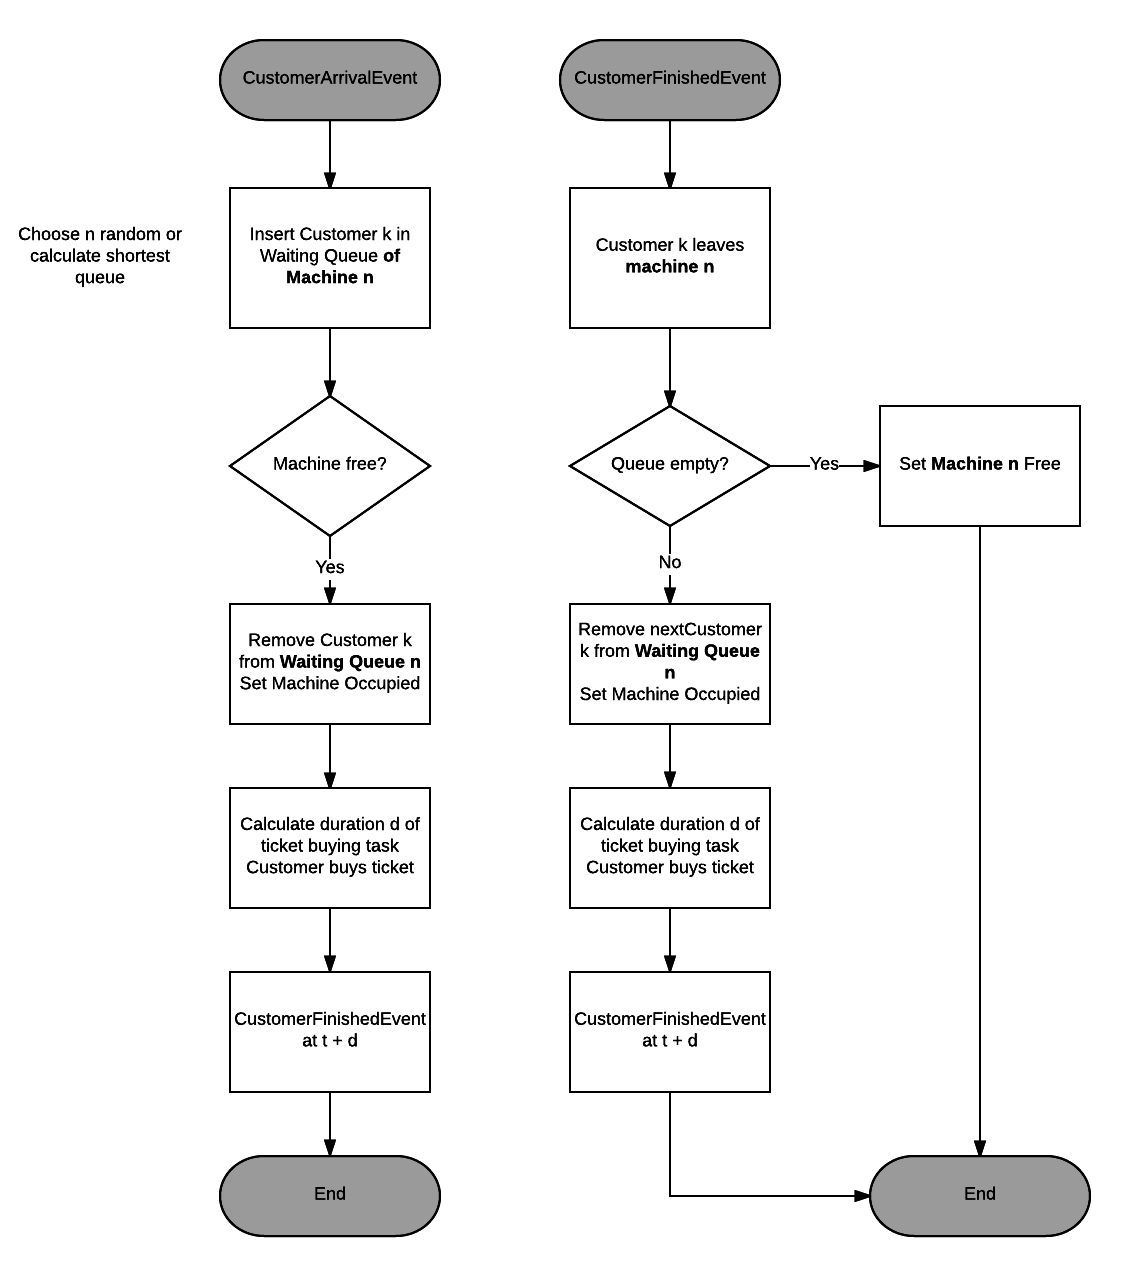 CustomerArrivalEvent
Choose n random or
calculate shortest
queue
Insert Customer k in
Waiting Queue of
Machine n
Machine free?
Yes
Remove Customer k
from Waiting Queue n
Set Machine Occupied
Calculate duration d of
ticket buying task
Customer buys ticket
CustomerFinishedEvent
at t + d
End
CustomerFinishedEvent
Customer k leaves
machine n
Queue empty?
Yes
Set Machine n Free
No
Remove nextCustomer
k from Waiting Queue
n
Set Machine Occupied
Calculate duration d of
ticket buying task
Customer buys ticket
CustomerFinishedEvent
at t + d
End